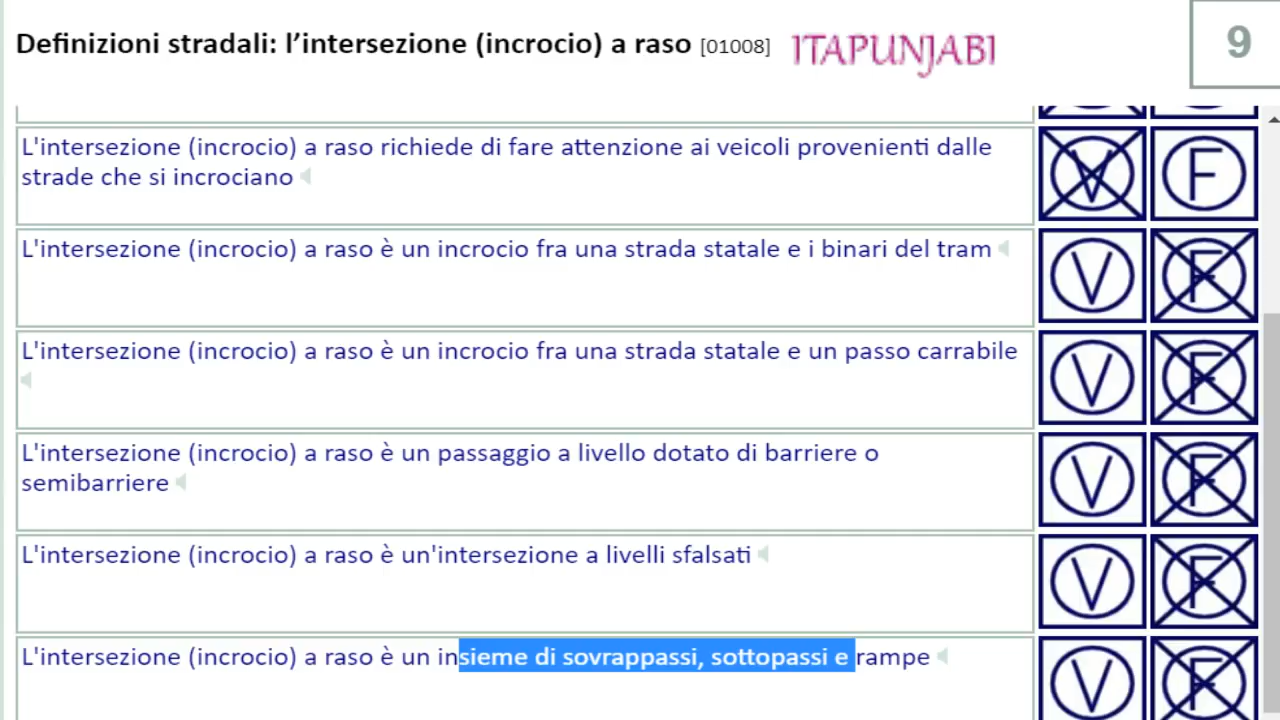 Definizioni stradali: l’intersezione (incrocio) a raso [01008] ITAPUNJABI 9
L'intersezione (incrocio) a raso richiede di fare attenzione ai veicoli provenienti dalle
strade che si incrociano
V F
L'intersezione (incrocio) a raso è un incrocio fra una strada statale e i binari del tram
V F
L'intersezione (incrocio) a raso è un incrocio fra una strada statale e un passo carrabile
V F
L'intersezione (incrocio) a raso è un passaggio a livello dotato di barriere o
semibarriere
V F
L'intersezione (incrocio) a raso è un'intersezione a livelli sfalsati
V F
L'intersezione (incrocio) a raso è un insieme di sovrappassi, sottopassi e rampe
V F